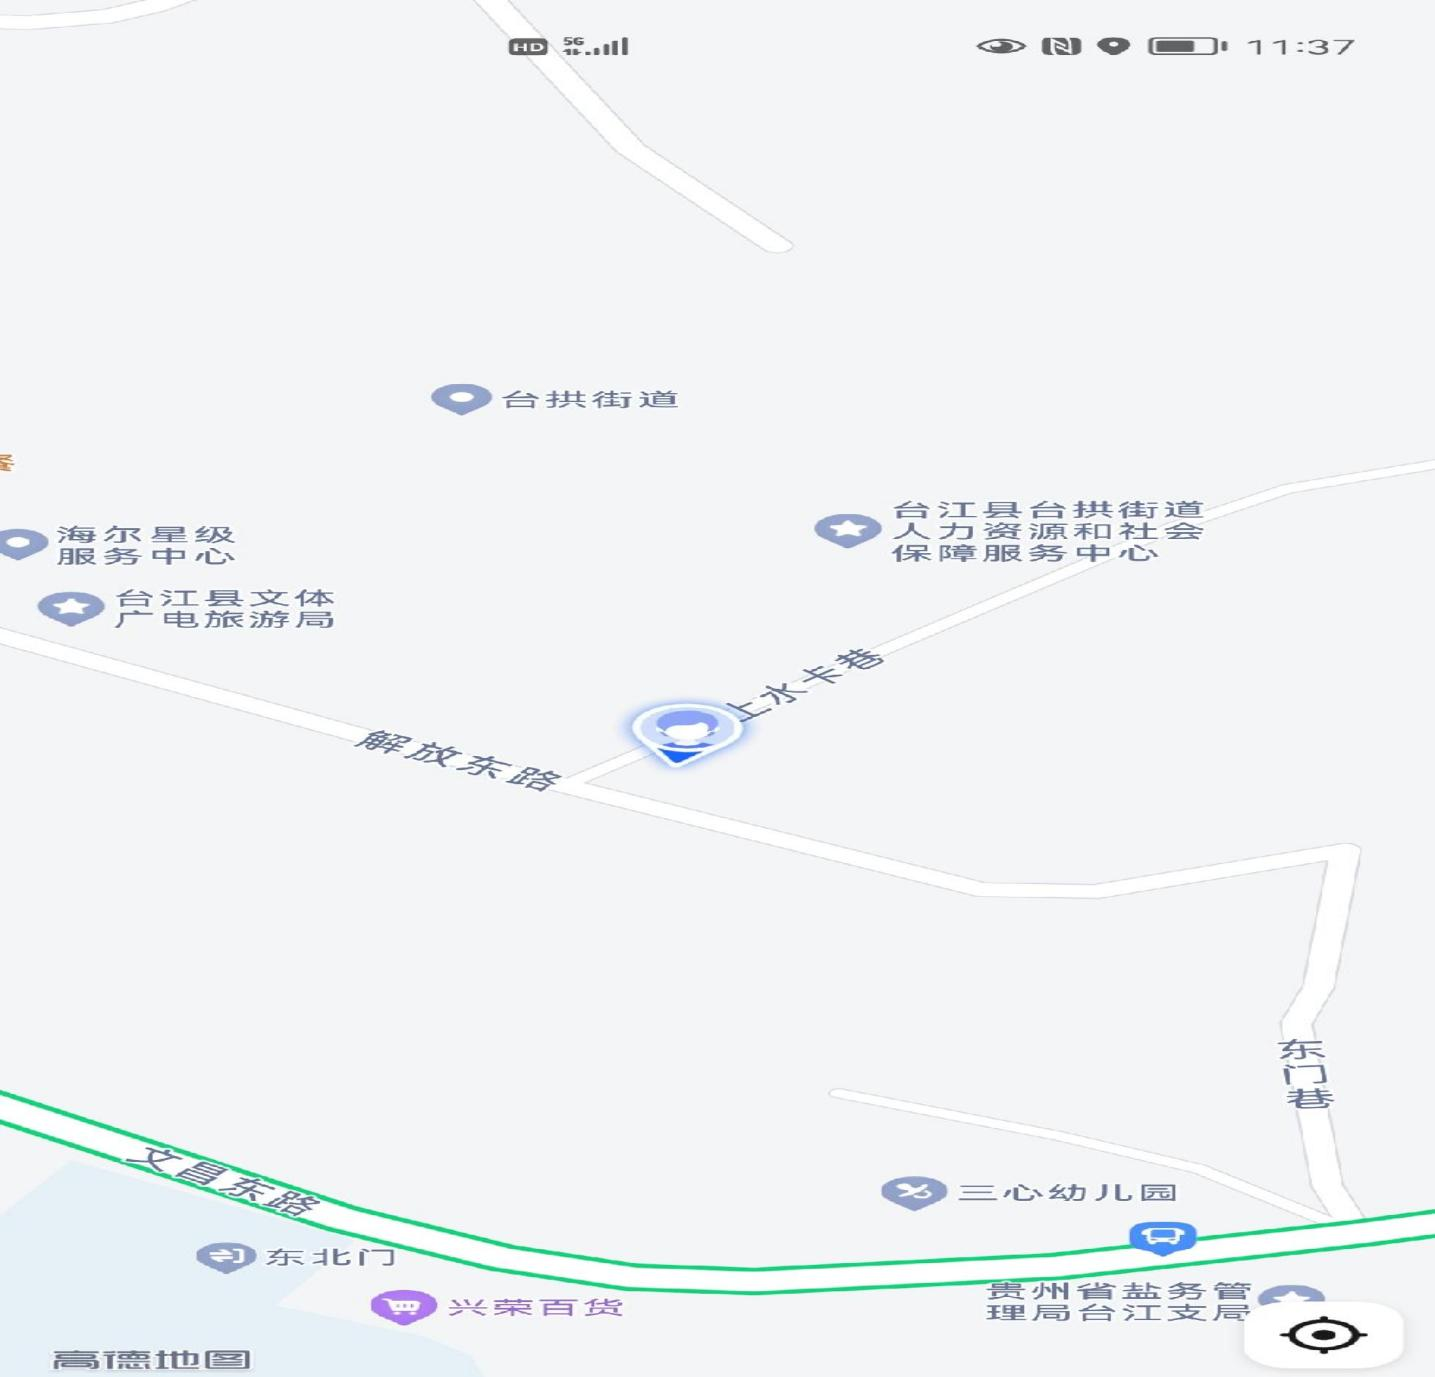 HD 5G 11:37
台拱街道
台江县台拱街道
人力资源和社会
保障服务中心
海尔星级
服务中心
台江县文体
广电旅游局
上水卡巷
解放东路
东门巷
文昌东路
三心幼儿园
东北门
贵州省盐务管
理局台江支局
兴荣百货
高德地图